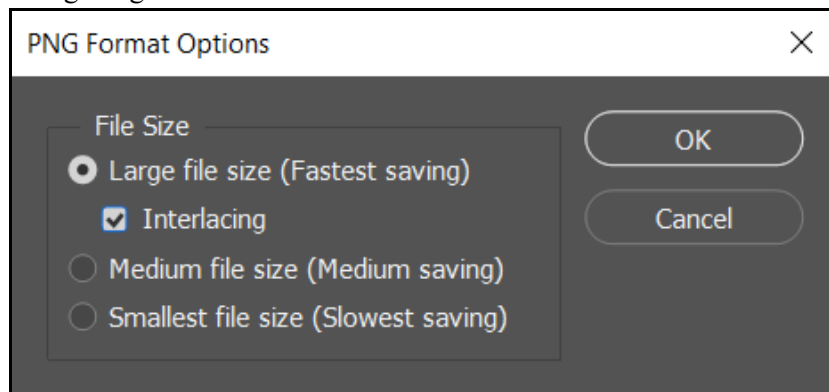 PNG Format Options
File Size
Large file size (Fastest saving)
Interlacing
Medium file size (Medium saving)
Smallest file size (Slowest saving)
OK
Cancel